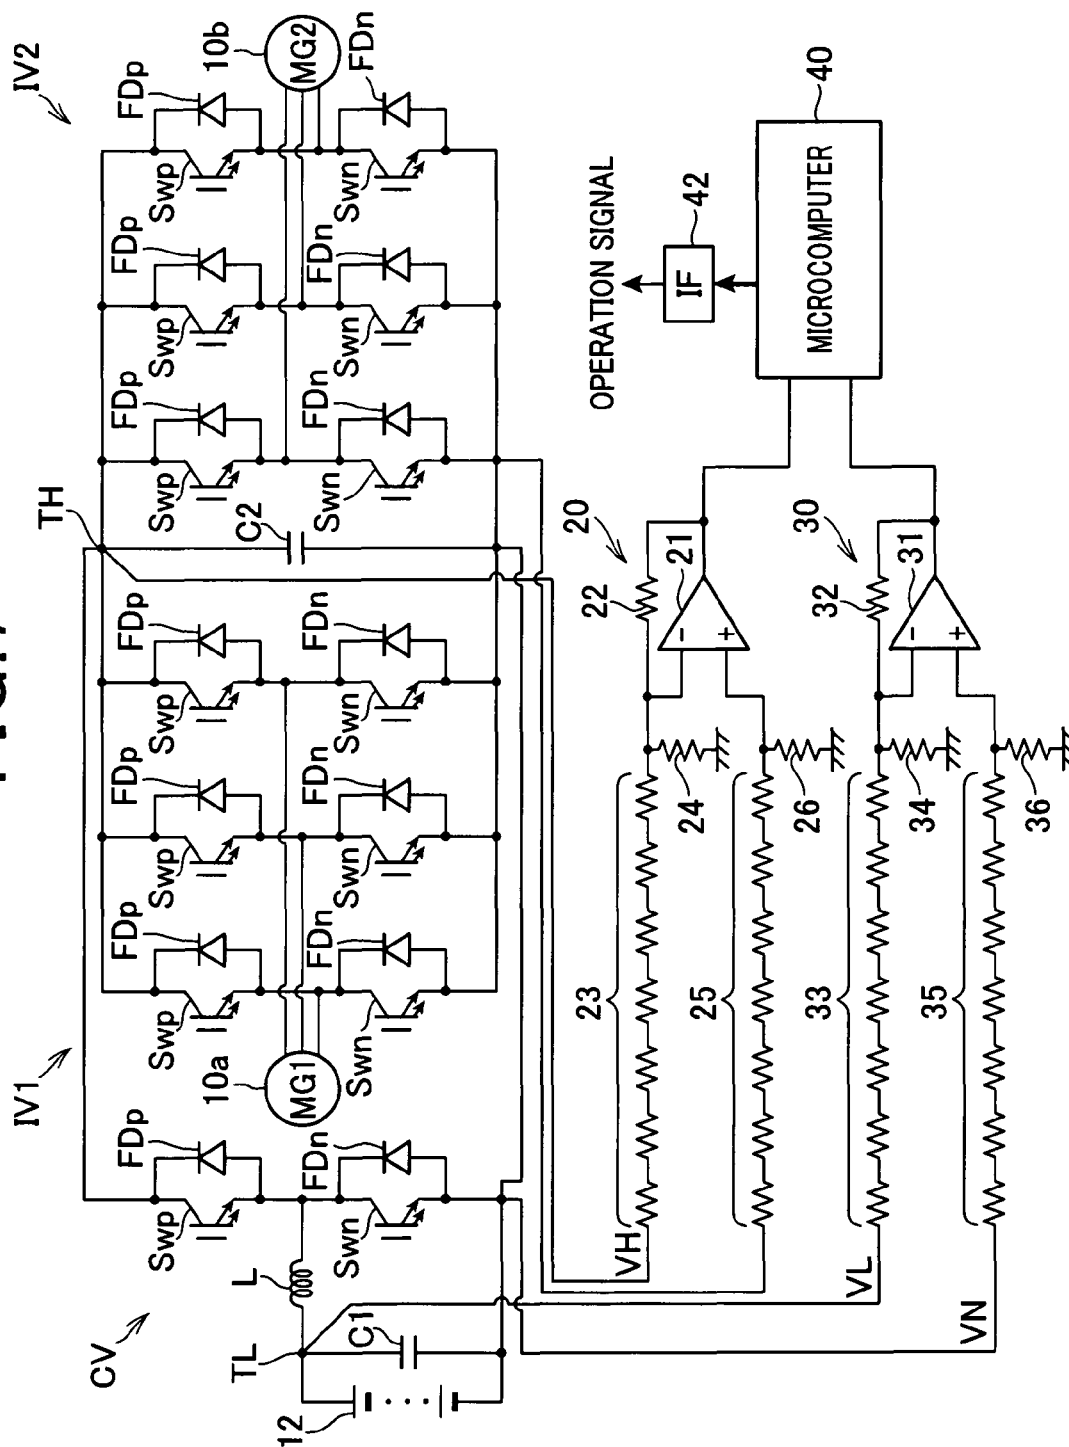 CV
IV1
TH
IV2
FDp
FDp
FDp
FDp
FDp
FDp
FDp
Swp
Swp
Swp
Swp
Swp
Swp
Swp
C2
10b
MG2
L
10a
MG1
TL
12
C1
FDn
FDn
FDn
FDn
FDn
FDn
FDn
Swn
Swn
Swn
Swn
Swn
Swn
Swn
VH
23
22
20
21
-
+
24
OPERATION SIGNAL
IF
42
25
26
MICROCOMPUTER
40
VL
33
32
30
31
-
+
34
VN
35
36